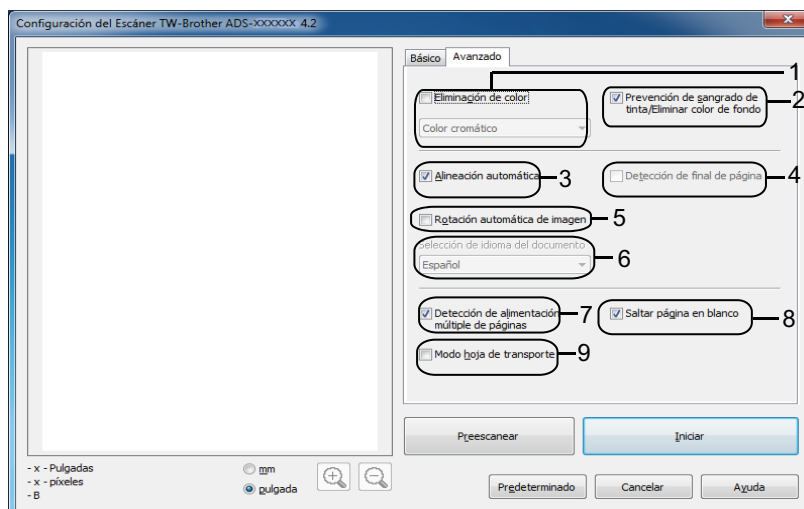 Configuración del Escáner TW-Brother ADS-xxxxxx 4.2
Básico
Avanzado
1
Eliminación de color
Color cromático
Prevención de sangrado de
tinta/Eliminar color de fondo
2
Alineación automática
3
Detección de final de página
4
Rotación automática de imagen
5
Selección de idioma del documento
Español
6
Detección de alimentación
múltiple de páginas
7
Saltar página en blanco
8
Modo hoja de transporte
9
Preescanear
Iniciar
- x - Pulgadas
- x - píxeles
- B
mm
pulgada
Predeterminado
Cancelar
Ayuda